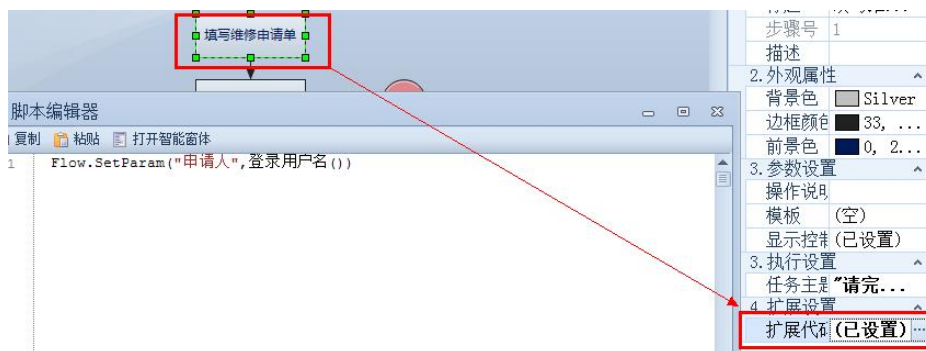 填写维修申请单
脚本编辑器
复制 粘贴 打开智能窗体
1 Flow.SetParam("申请人",登录用户名())
步骤号 1
描述
2.外观属性
背景色 Silver
边框颜色 33, ...
前景色 0, 2...
3.参数设置
操作说明
模板 (空)
显示控制 (已设置)
3.执行设置
任务主题 "请完...
4.扩展设置
扩展代码 (已设置) ...